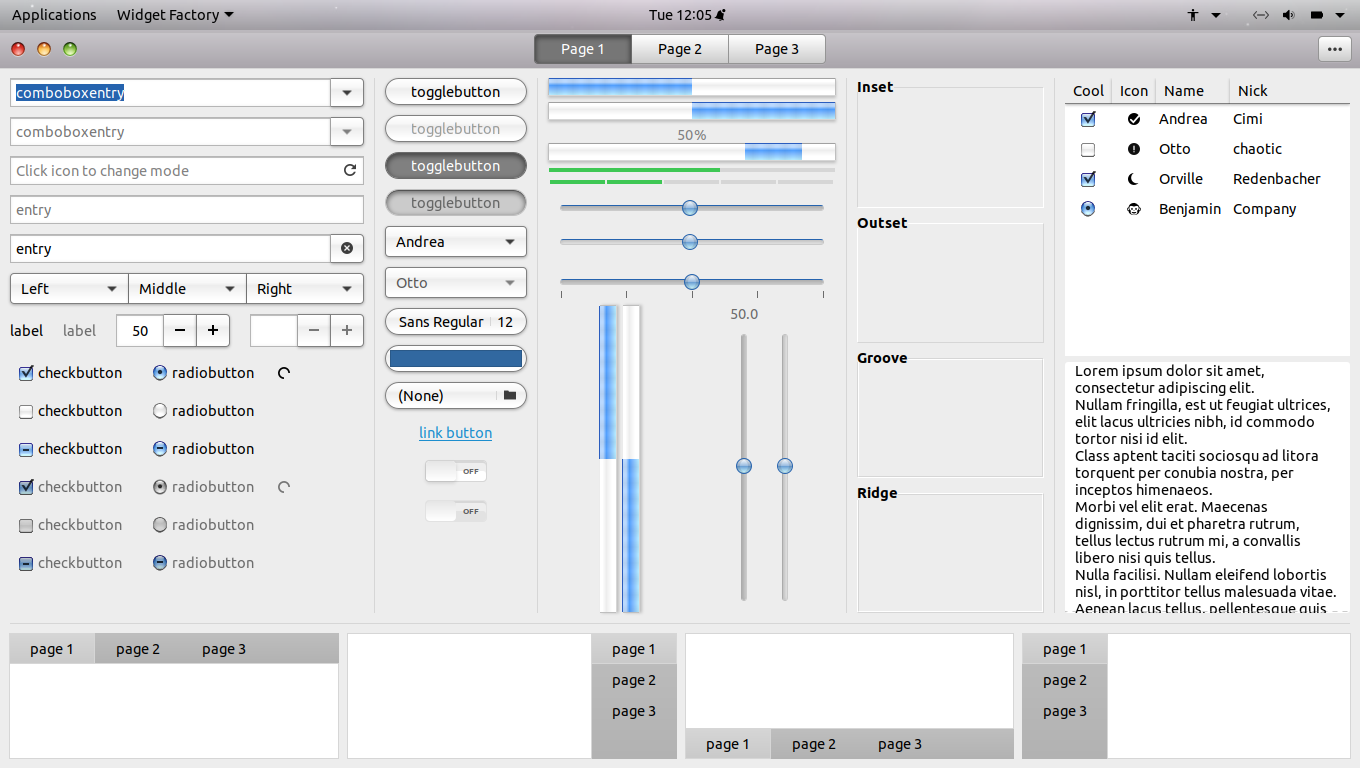 Applications Widget Factory Tue 12:05
Page 1 Page 2 Page 3
comboboxentry
comboboxentry
Click icon to change mode
entry
entry
Left Middle Right
label label 50
checkbutton radiobutton
checkbutton radiobutton
checkbutton radiobutton
checkbutton radiobutton
checkbutton radiobutton
checkbutton radiobutton
togglebutton
togglebutton
togglebutton
togglebutton
Andrea
Otto
Sans Regular 12
(None)
link button
OFF
OFF
50%
50.0
Inset
Outset
Groove
Ridge
Cool Icon Name Nick
Andrea Cimi
Otto chaotic
Orville Redenbacher
Benjamin Company
Lorem ipsum dolor sit amet,
consectetur adipiscing elit.
Nullam fringilla, est ut feugiat ultrices,
elit lacus ultricies nibh, id commodo
tortor nisi id elit.
Class aptent taciti sociosqu ad litora
torquent per conubia nostra, per
inceptos himenaeos.
Morbi vel elit erat. Maecenas
dignissim, dui et pharetra rutrum,
tellus lectus rutrum mi, a convallis
libero nisi quis tellus.
Nulla facilisi. Nullam eleifend lobortis
nisl, in porttitor tellus malesuada vitae.
Aenean lacus tellus, pellentesque quis
page 1 page 2 page 3
page 1
page 2
page 3
page 1 page 2 page 3
page 1
page 2
page 3